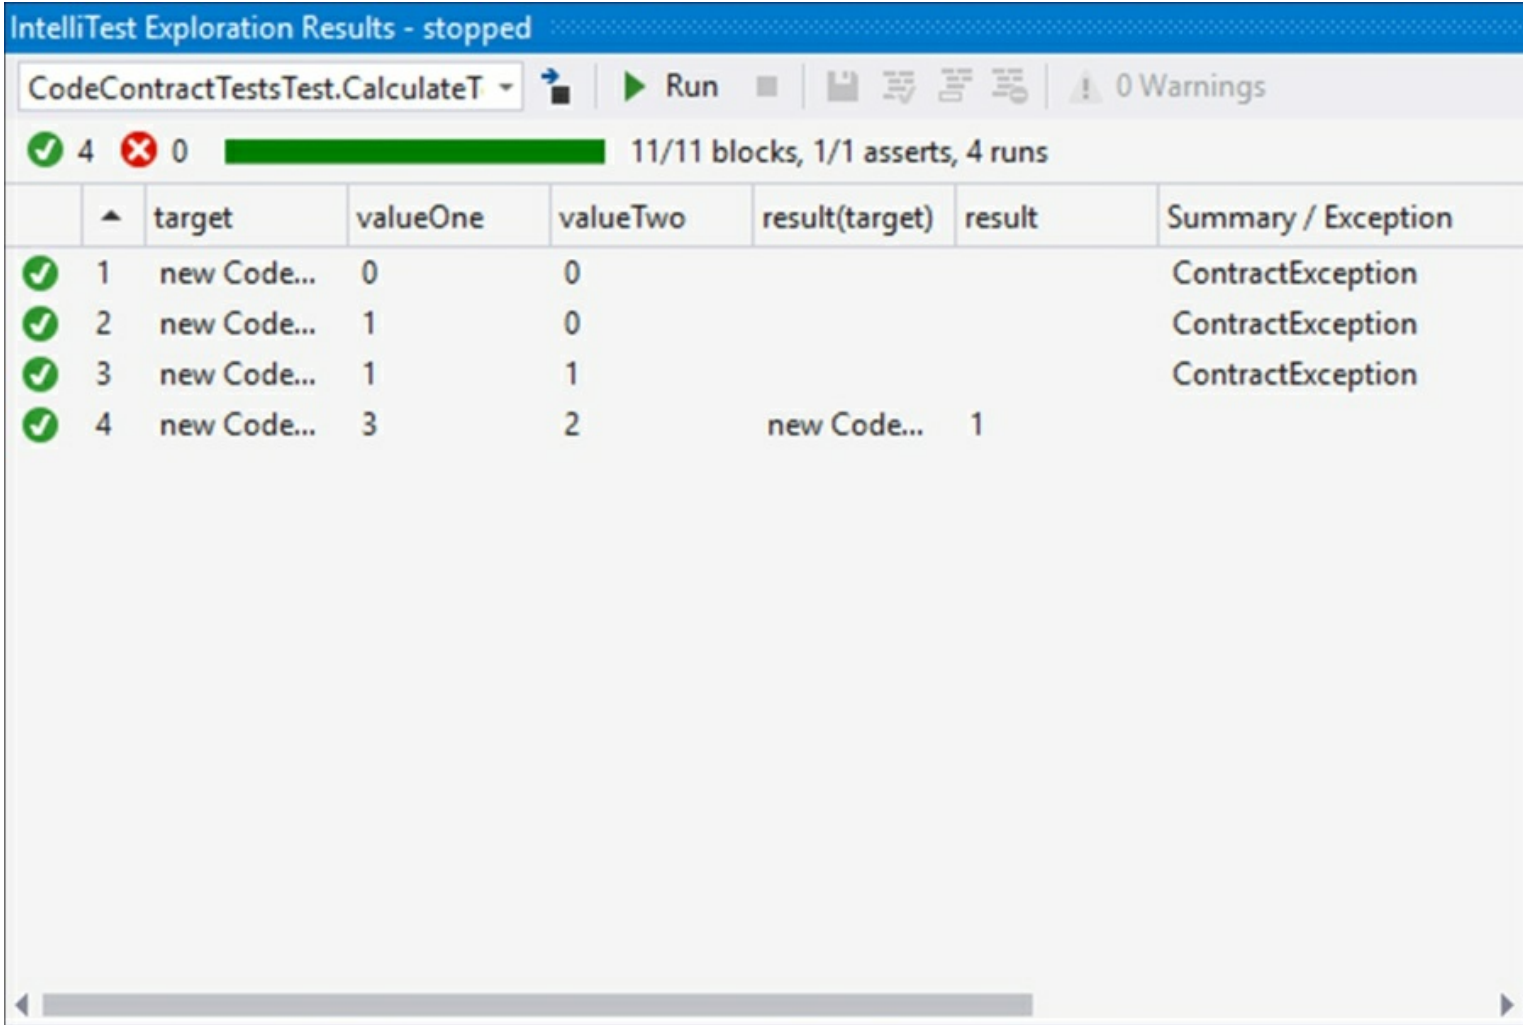 IntelliTest Exploration Results - stopped
CodeContractTestsTest.CalculateT Run 0 Warnings
4 0 11/11 blocks, 1/1 asserts, 4 runs
target valueOne valueTwo result(target) result Summary / Exception
1 new Code... 0 0 ContractException
2 new Code... 1 0 ContractException
3 new Code... 1 1 ContractException
4 new Code... 3 2 new Code... 1